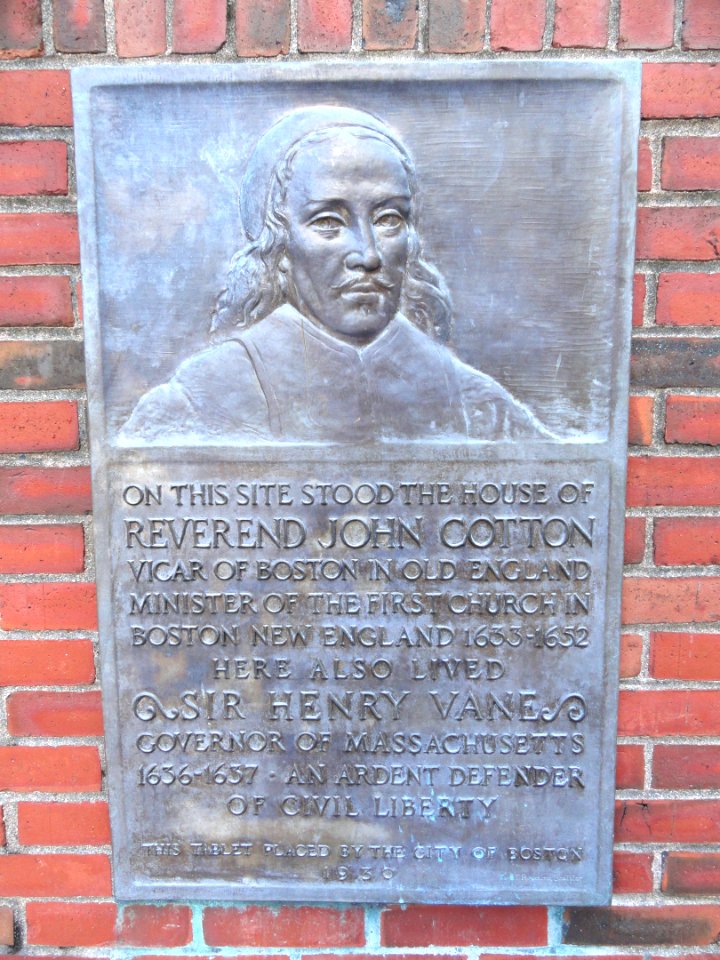 ON THIS SITE STOOD THE HOUSE OF
REVEREND JOHN COTTON
VICAR OF BOSTON IN OLD ENGLAND
MINISTER OF THE FIRST CHURCH IN
BOSTON NEW ENGLAND 1633-1652
HERE ALSO LIVED
SIR HENRY VANE
GOVERNOR OF MASSACHUSETTS
1636-1637 · AN ARDENT DEFENDER
OF CIVIL LIBERTY
THIS TABLET PLACED BY THE CITY OF BOSTON
1930